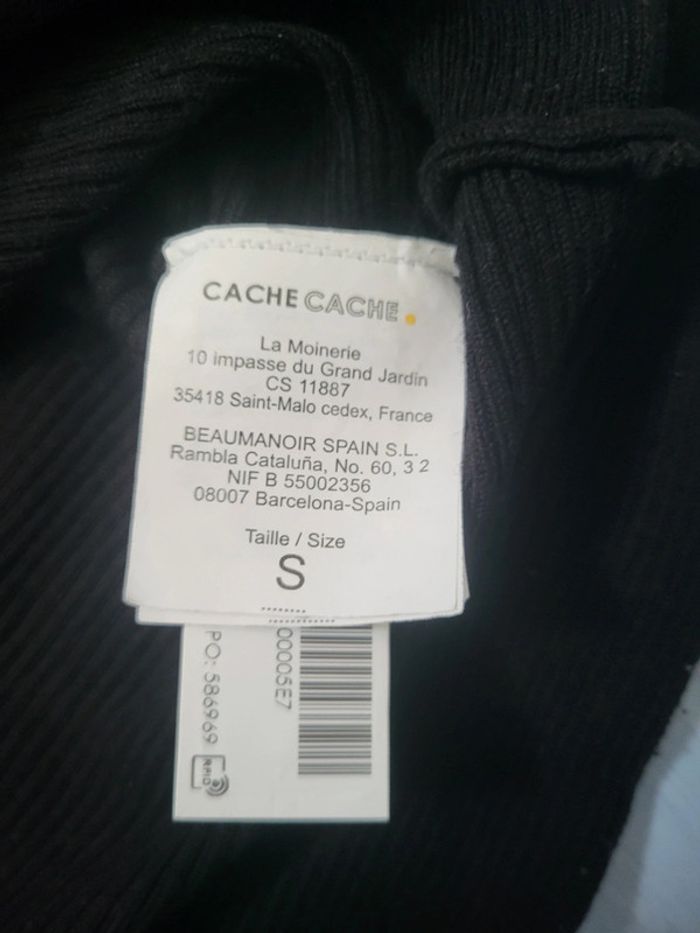 CACHE CACHE.
La Moinerie
10 impasse du Grand Jardin
CS 11887
35418 Saint-Malo cedex, France
BEAUMANOIR SPAIN S.L.
Rambla Cataluña, No. 60, 3 2
NIF B 55002356
08007 Barcelona-Spain
Taille / Size
S
00005E7
PO: 586969
RFID